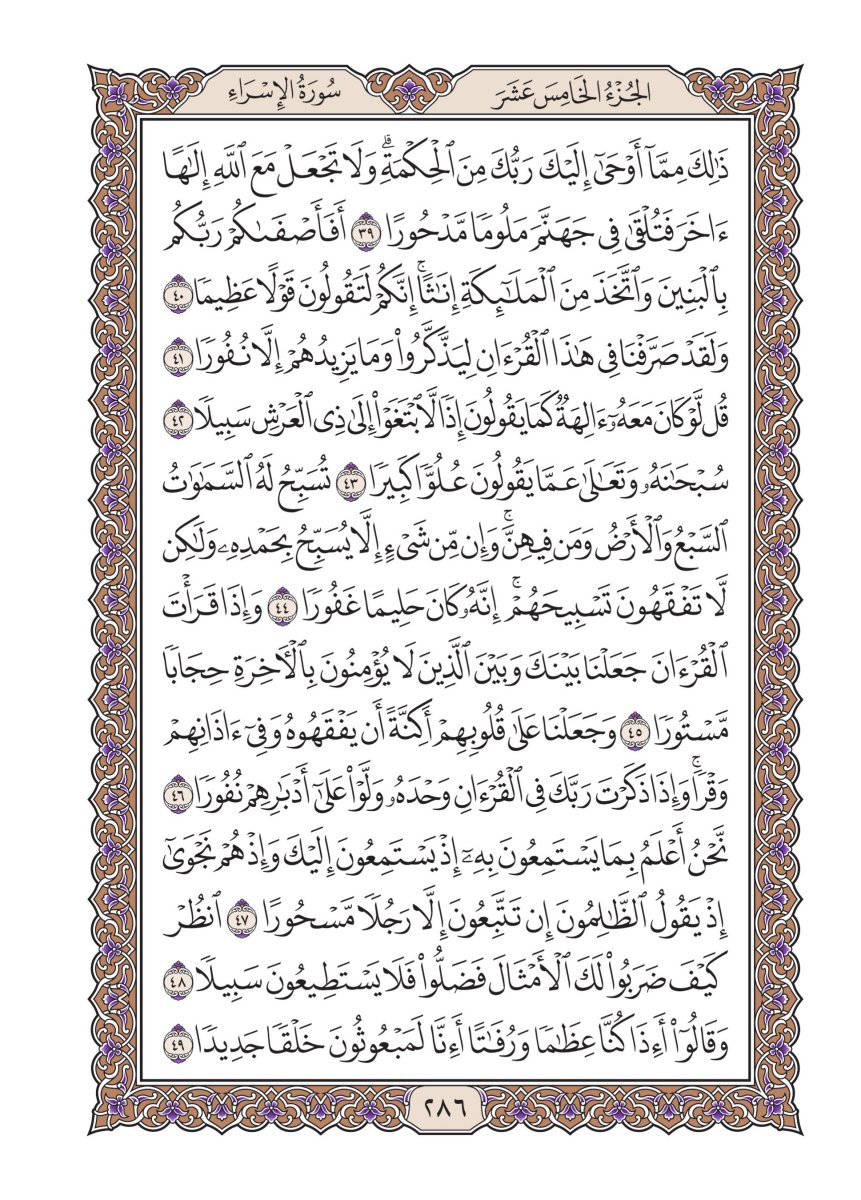 الجُزْءُ الخَامِسَ عَشَرَ
سُورَةُ الإِسْرَاءِ
ذَٰلِكَ مِمَّآ أَوْحَىٰٓ إِلَيْكَ رَبُّكَ مِنَ ٱلْحِكْمَةِۗ وَلَا تَجْعَلْ مَعَ ٱللَّهِ إِلَٰهًا
ءَاخَرَ فَتُلْقَىٰ فِى جَهَنَّمَ مَلُومًا مَّدْحُورًا ٣٩ أَفَأَصْفَىٰكُمْ رَبُّكُم
بِٱلْبَنِينَ وَٱتَّخَذَ مِنَ ٱلْمَلَٰٓئِكَةِ إِنَٰثًاۚ إِنَّكُمْ لَتَقُولُونَ قَوْلًا عَظِيمًا ٤٠
وَلَقَدْ صَرَّفْنَا فِى هَٰذَا ٱلْقُرْءَانِ لِيَذَّكَّرُوا۟ وَمَا يَزِيدُهُمْ إِلَّا نُفُورًا ٤١
قُل لَّوْ كَانَ مَعَهُۥٓ ءَالِهَةٌ كَمَا يَقُولُونَ إِذًا لَّٱبْتَغَوْا۟ إِلَىٰ ذِى ٱلْعَرْشِ سَبِيلًا ٤٢
سُبْحَٰنَهُۥ وَتَعَٰلَىٰ عَمَّا يَقُولُونَ عُلُوًّا كَبِيرًا ٤٣ تُسَبِّحُ لَهُ ٱلسَّمَٰوَٰتُ
ٱلسَّبْعُ وَٱلْأَرْضُ وَمَن فِيهِنَّۚ وَإِن مِّن شَىْءٍ إِلَّا يُسَبِّحُ بِحَمْدِهِۦ وَلَٰكِن
لَّا تَفْقَهُونَ تَسْبِيحَهُمْۚ إِنَّهُۥ كَانَ حَلِيمًا غَفُورًا ٤٤ وَإِذَا قَرَأْتَ
ٱلْقُرْءَانَ جَعَلْنَا بَيْنَكَ وَبَيْنَ ٱلَّذِينَ لَا يُؤْمِنُونَ بِٱلْءَاخِرَةِ حِجَابًا
مَّسْتُورًا ٤٥ وَجَعَلْنَا عَلَىٰ قُلُوبِهِمْ أَكِنَّةً أَن يَفْقَهُوهُ وَفِىٓ ءَاذَانِهِمْ
وَقْرًاۚ وَإِذَا ذَكَرْتَ رَبَّكَ فِى ٱلْقُرْءَانِ وَحْدَهُۥ وَلَّوْا۟ عَلَىٰٓ أَدْبَٰرِهِمْ نُفُورًا ٤٦
نَّحْنُ أَعْلَمُ بِمَا يَسْتَمِعُونَ بِهِۦٓ إِذْ يَسْتَمِعُونَ إِلَيْكَ وَإِذْ هُمْ نَجْوَىٰٓ
إِذْ يَقُولُ ٱلظَّٰلِمُونَ إِن تَتَّبِعُونَ إِلَّا رَجُلًا مَّسْحُورًا ٤٧ ٱنظُرْ
كَيْفَ ضَرَبُوا۟ لَكَ ٱلْأَمْثَالَ فَضَلُّوا۟ فَلَا يَسْتَطِيعُونَ سَبِيلًا ٤٨
وَقَالُوٓا۟ أَءِذَا كُنَّا عِظَٰمًا وَرُفَٰتًا أَءِنَّا لَمَبْعُوثُونَ خَلْقًا جَدِيدًا ٤٩
٢٨٦